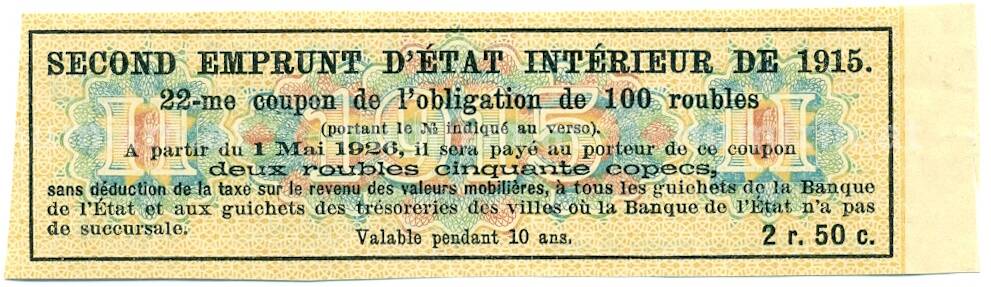 SECOND EMPRUNT D'ÉTAT INTÉRIEUR DE 1915.
22-me coupon de l'obligation de 100 roubles
(portant le № indiqué au verso).
A partir du 1 Mai 1926, il sera payé au porteur de ce coupon
deux roubles cinquante copecs,
sans déduction de la taxe sur le revenu des valeurs mobilières, à tous les guichets de la Banque
de l'État et aux guichets des trésoreries des villes où la Banque de l'État n'a pas
de succursale.
Valable pendant 10 ans.
2 r. 50 c.
II
1915
II